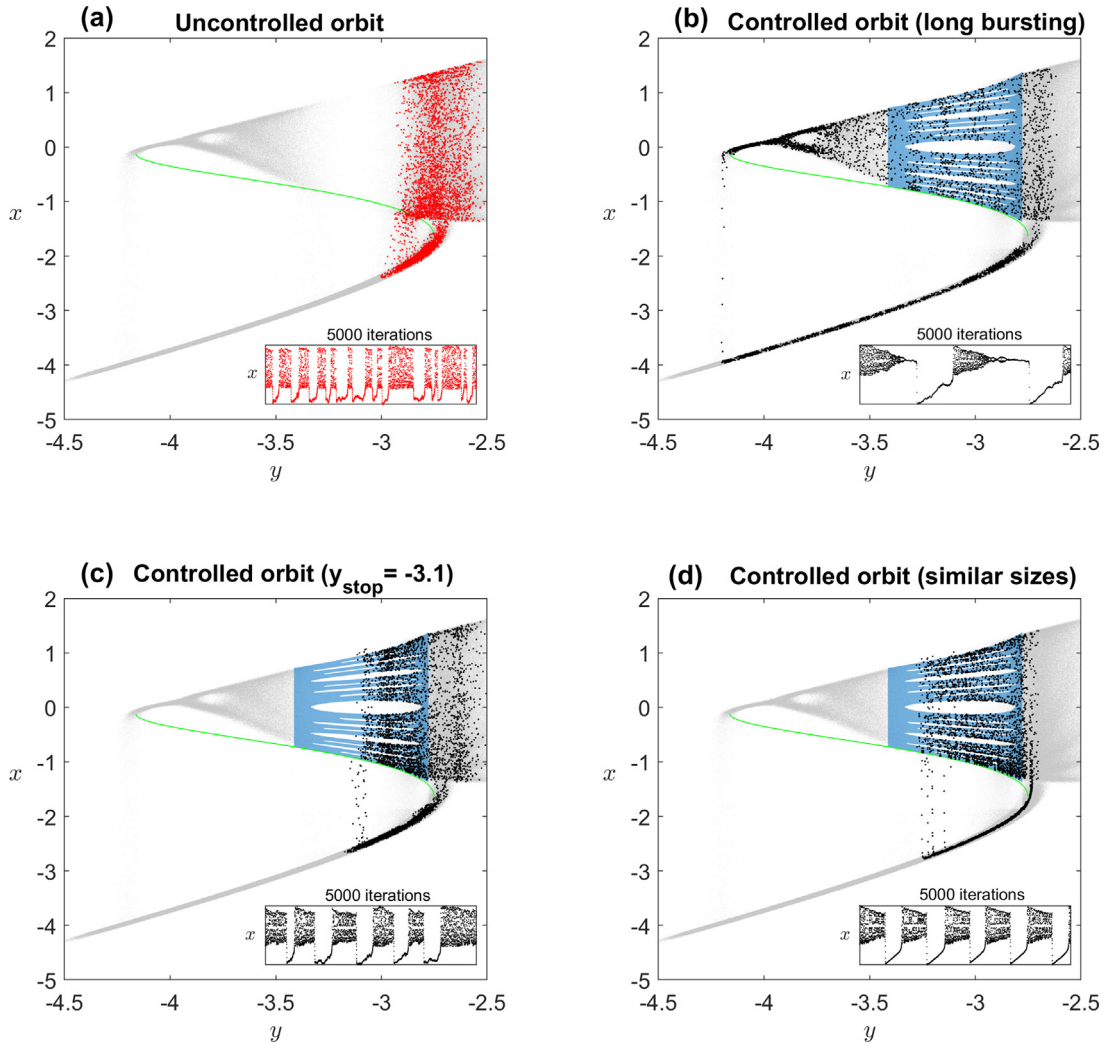 (a) Uncontrolled orbit
2
1
0
-1
-2
-3
-4
-5
x
-4.5 -4 -3.5 -3 -2.5
y
5000 iterations
x
(b) Controlled orbit (long bursting)
2
1
0
-1
-2
-3
-4
-5
x
-4.5 -4 -3.5 -3 -2.5
y
5000 iterations
x
(c) Controlled orbit (y_stop= -3.1)
2
1
0
-1
-2
-3
-4
-5
x
-4.5 -4 -3.5 -3 -2.5
y
5000 iterations
x
(d) Controlled orbit (similar sizes)
2
1
0
-1
-2
-3
-4
-5
x
-4.5 -4 -3.5 -3 -2.5
y
5000 iterations
x